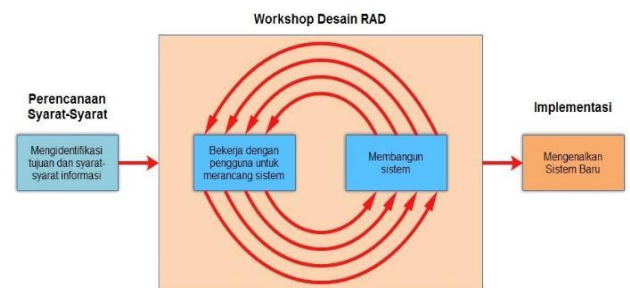 Workshop Desain RAD
Perencanaan
Syarat-Syarat
Mengidentifikasi
tujuan dan syarat-
syarat informasi
Bekerja dengan
pengguna untuk
merancang sistem
Membangun
sistem
Implementasi
Mengenalkan
Sistem Baru